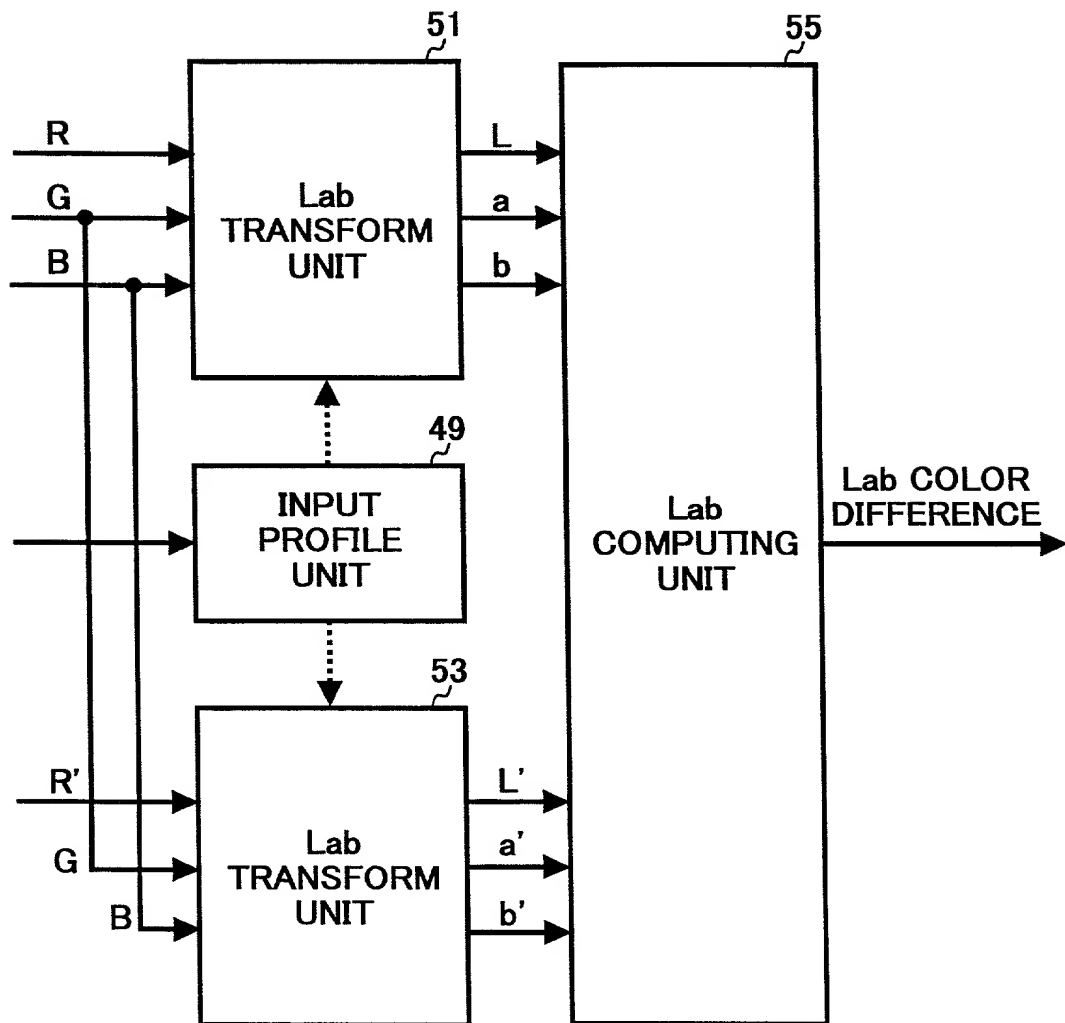 51
55
R
G
B
Lab
TRANSFORM
UNIT
L
a
b
49
INPUT
PROFILE
UNIT
Lab
COMPUTING
UNIT
Lab COLOR
DIFFERENCE
53
R'
G
B
Lab
TRANSFORM
UNIT
L'
a'
b'